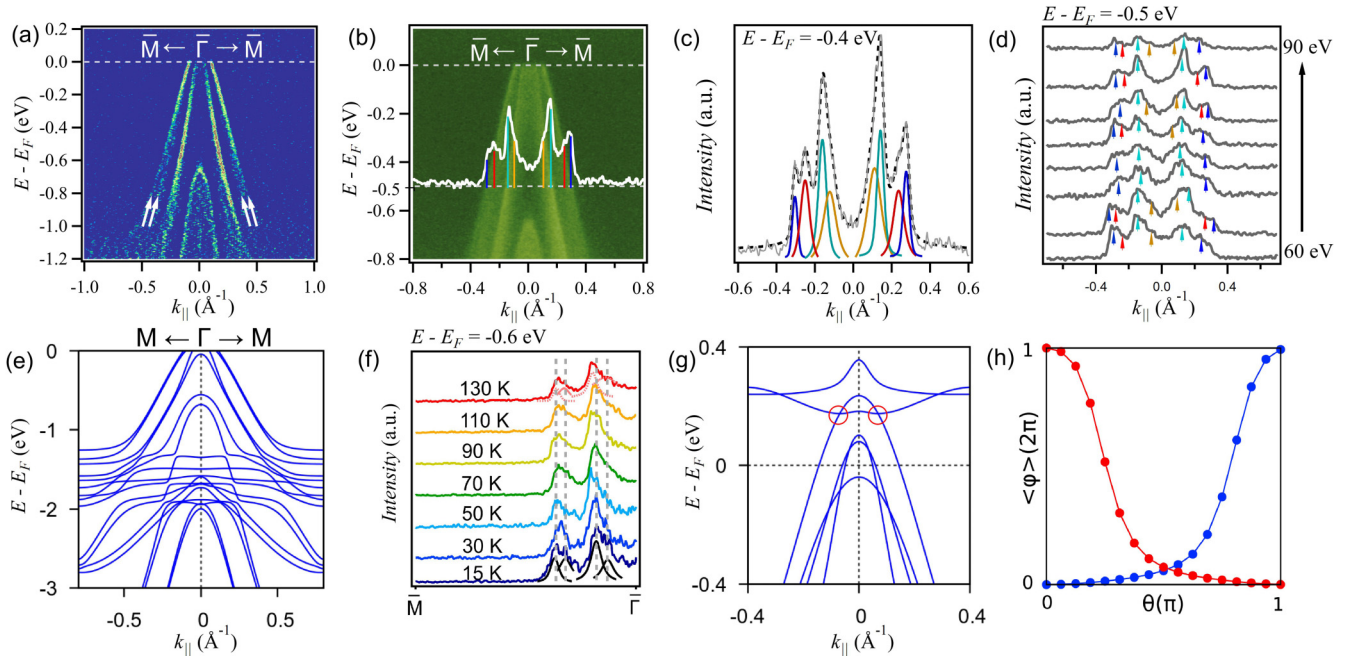 (a)
M̅ ← Γ̅ → M̅
E - E_F (eV)
0.0
-0.2
-0.4
-0.6
-0.8
-1.0
-1.2
-1.0 -0.5 0.0 0.5 1.0
k_|| (Å⁻¹)
(b)
M̅ ← Γ̅ → M̅
E - E_F (eV)
0.0
-0.2
-0.4
-0.5
-0.6
-0.8
-0.8 -0.4 0.0 0.4 0.8
k_|| (Å⁻¹)
(c)
E - E_F = -0.4 eV
Intensity (a.u.)
-0.6 -0.4 -0.2 0.0 0.2 0.4 0.6
k_|| (Å⁻¹)
E - E_F = -0.5 eV
(d)
Intensity (a.u.)
90 eV
60 eV
-0.4 0.0 0.4
k_|| (Å⁻¹)
(e)
M ← Γ → M
E - E_F (eV)
0
-1
-2
-3
-0.5 0 0.5
k_|| (Å⁻¹)
E - E_F = -0.6 eV
(f)
Intensity (a.u.)
130 K
110 K
90 K
70 K
50 K
30 K
15 K
M̅ Γ̅
(g)
E - E_F (eV)
0.4
0
-0.4
-0.4 0 0.4
k_|| (Å⁻¹)
(h)
<φ>(2π)
1
0
0 θ(π) 1